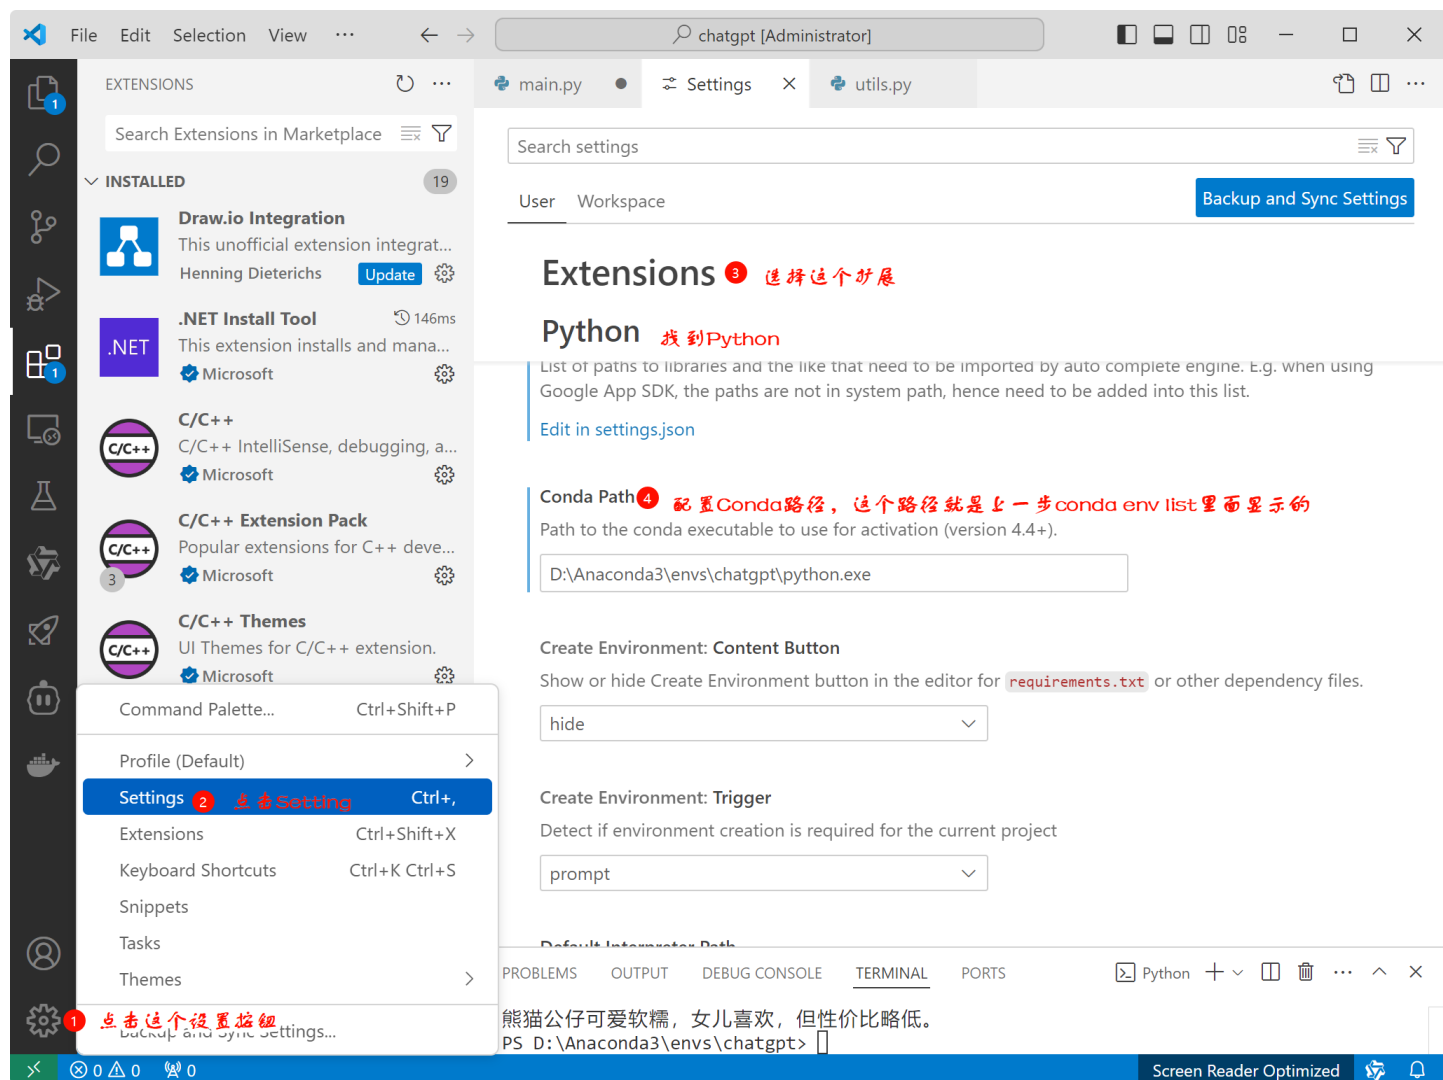 File Edit Selection View ··· chatgpt [Administrator]
EXTENSIONS
main.py Settings utils.py
Search Extensions in Marketplace
INSTALLED 19
Draw.io Integration
This unofficial extension integrat...
Henning Dieterichs Update
.NET
.NET Install Tool 146ms
This extension installs and mana...
Microsoft
C/C++
C/C++
C/C++ IntelliSense, debugging, a...
Microsoft
C/C++
3
C/C++ Extension Pack
Popular extensions for C++ deve...
Microsoft
C/C++
C/C++ Themes
UI Themes for C/C++ extension.
Microsoft
1
1
Command Palette... Ctrl+Shift+P
Profile (Default)
Settings 2 点击Setting Ctrl+,
Extensions Ctrl+Shift+X
Keyboard Shortcuts Ctrl+K Ctrl+S
Snippets
Tasks
Themes
1 点击这个设置按钮
Backup and Sync Settings...
Search settings
User Workspace Backup and Sync Settings
Extensions 3 选择这个扩展
Python 找到Python
List of paths to libraries and the like that need to be imported by auto complete engine. E.g. when using
Google App SDK, the paths are not in system path, hence need to be added into this list.
Edit in settings.json
Conda Path 4 配置Conda路径，这个路径就是上一步conda env list里面显示的
Path to the conda executable to use for activation (version 4.4+).
D:\Anaconda3\envs\chatgpt\python.exe
Create Environment: Content Button
Show or hide Create Environment button in the editor for requirements.txt or other dependency files.
hide
Create Environment: Trigger
Detect if environment creation is required for the current project
prompt
Default Interpreter Path
PROBLEMS OUTPUT DEBUG CONSOLE TERMINAL PORTS Python
熊猫公仔可爱软糯，女儿喜欢，但性价比略低。
PS D:\Anaconda3\envs\chatgpt>
0 0 0 Screen Reader Optimized